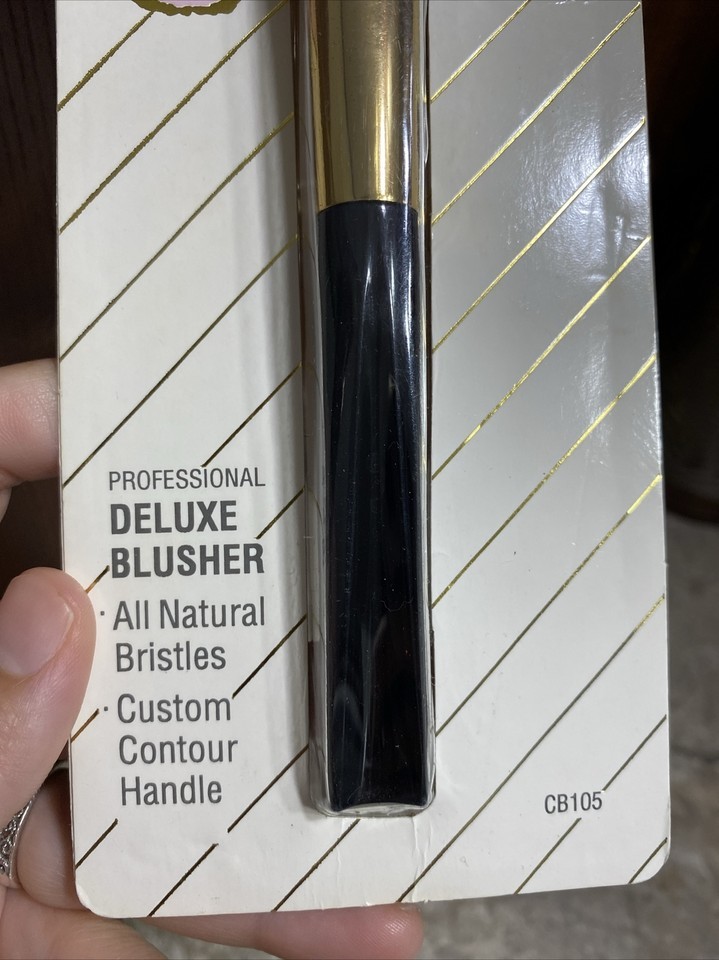 PROFESSIONAL
DELUXE
BLUSHER
· All Natural
Bristles
· Custom
Contour
Handle
CB105